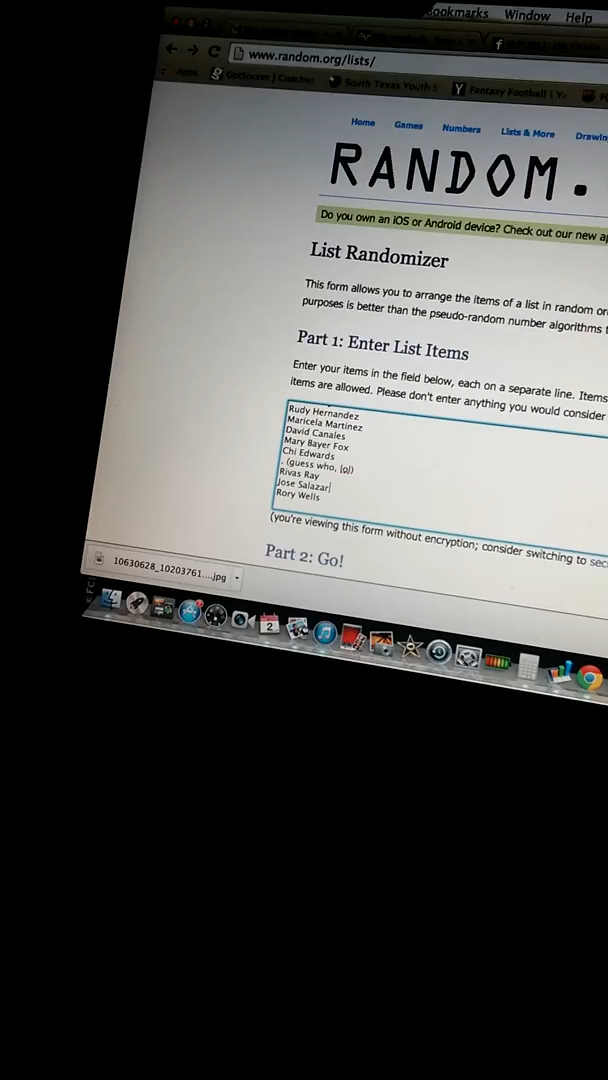 Bookmarks Window Help
www.random.org/lists/
Apps GotSoccer | Coaches South Texas Youth S Fantasy Football | Y
Home Games Numbers Lists & More Drawin
RANDOM.
Do you own an iOS or Android device? Check out our new a
List Randomizer
This form allows you to arrange the items of a list in random or
purposes is better than the pseudo-random number algorithms t
Part 1: Enter List Items
Enter your items in the field below, each on a separate line. Items
items are allowed. Please don't enter anything you would consider
Rudy Hernandez
Maricela Martinez
David Canales
Mary Bayer Fox
Chi Edwards
. (guess who, lol)
Rivas Ray
Jose Salazar
Rory Wells
(you're viewing this form without encryption; consider switching to sec
Part 2: Go!
10630628_10203761....jpg
2